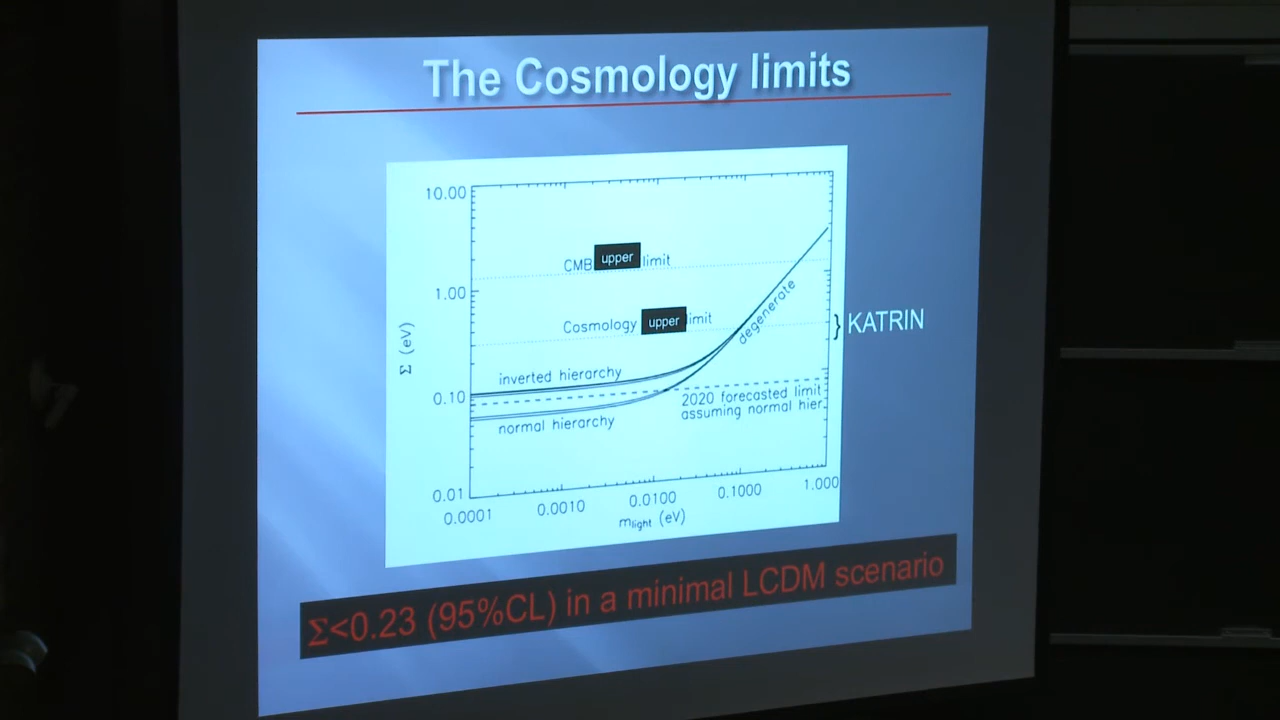 The Cosmology limits
10.00
CMB upper limit
1.00
Cosmology upper imit
degenerate
KATRIN
Σ (eV)
inverted hierarchy
0.10
2020 forecasted limit
assuming normal hier.
normal hierarchy
0.01
0.0001 0.0010 0.0100 0.1000 1.000
mlight (eV)
Σ<0.23 (95%CL) in a minimal LCDM scenario